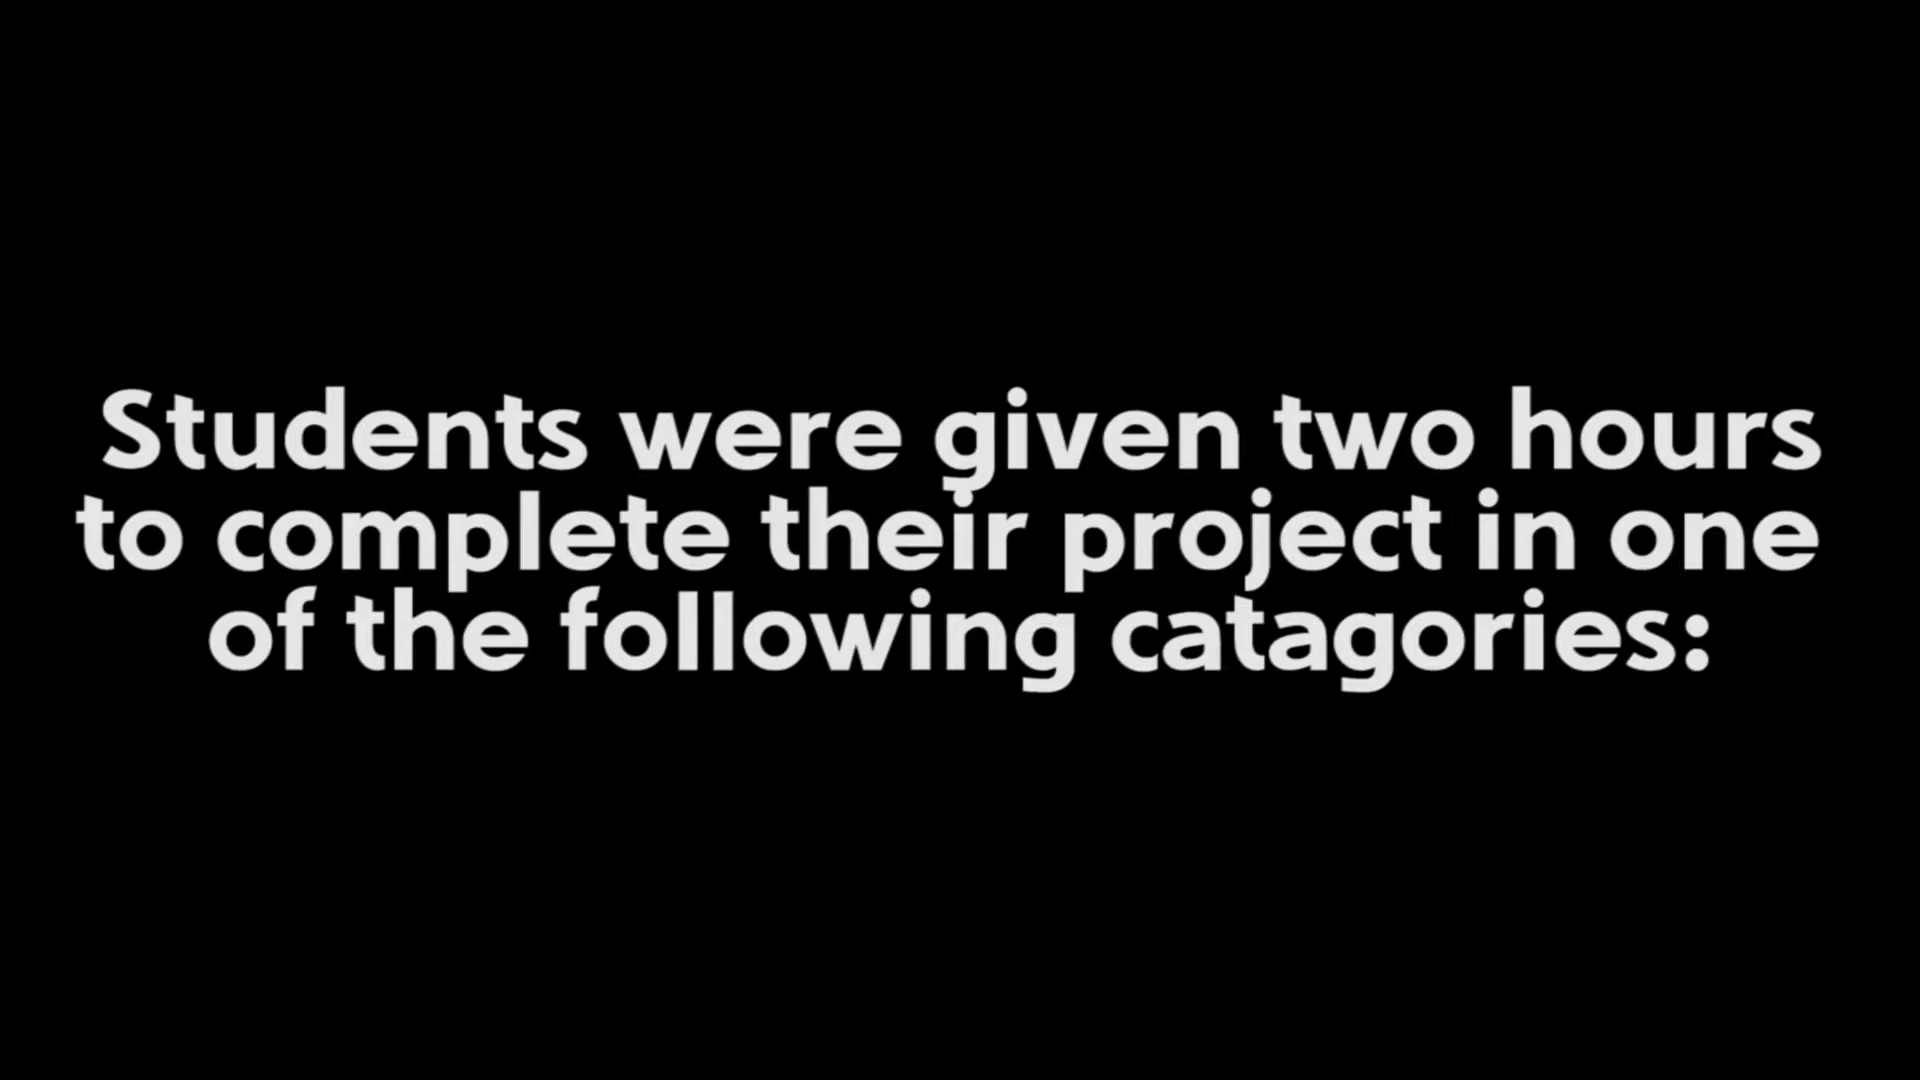 Students were given two hours
to complete their project in one
of the following catagories: